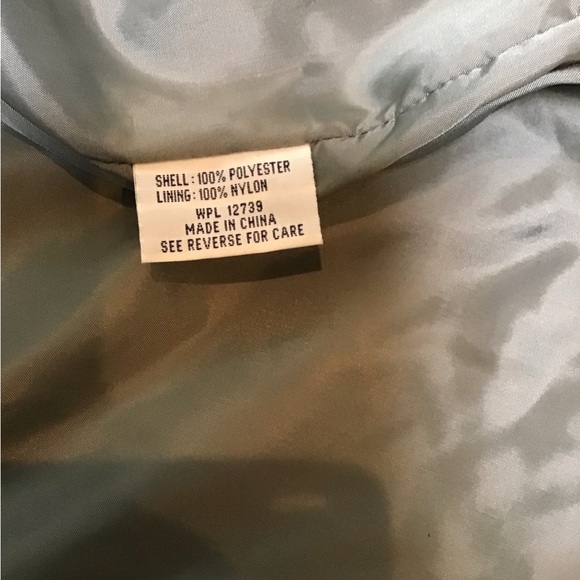 SHELL: 100% POLYESTER
LINING: 100% NYLON
WPL 12739
MADE IN CHINA
SEE REVERSE FOR CARE